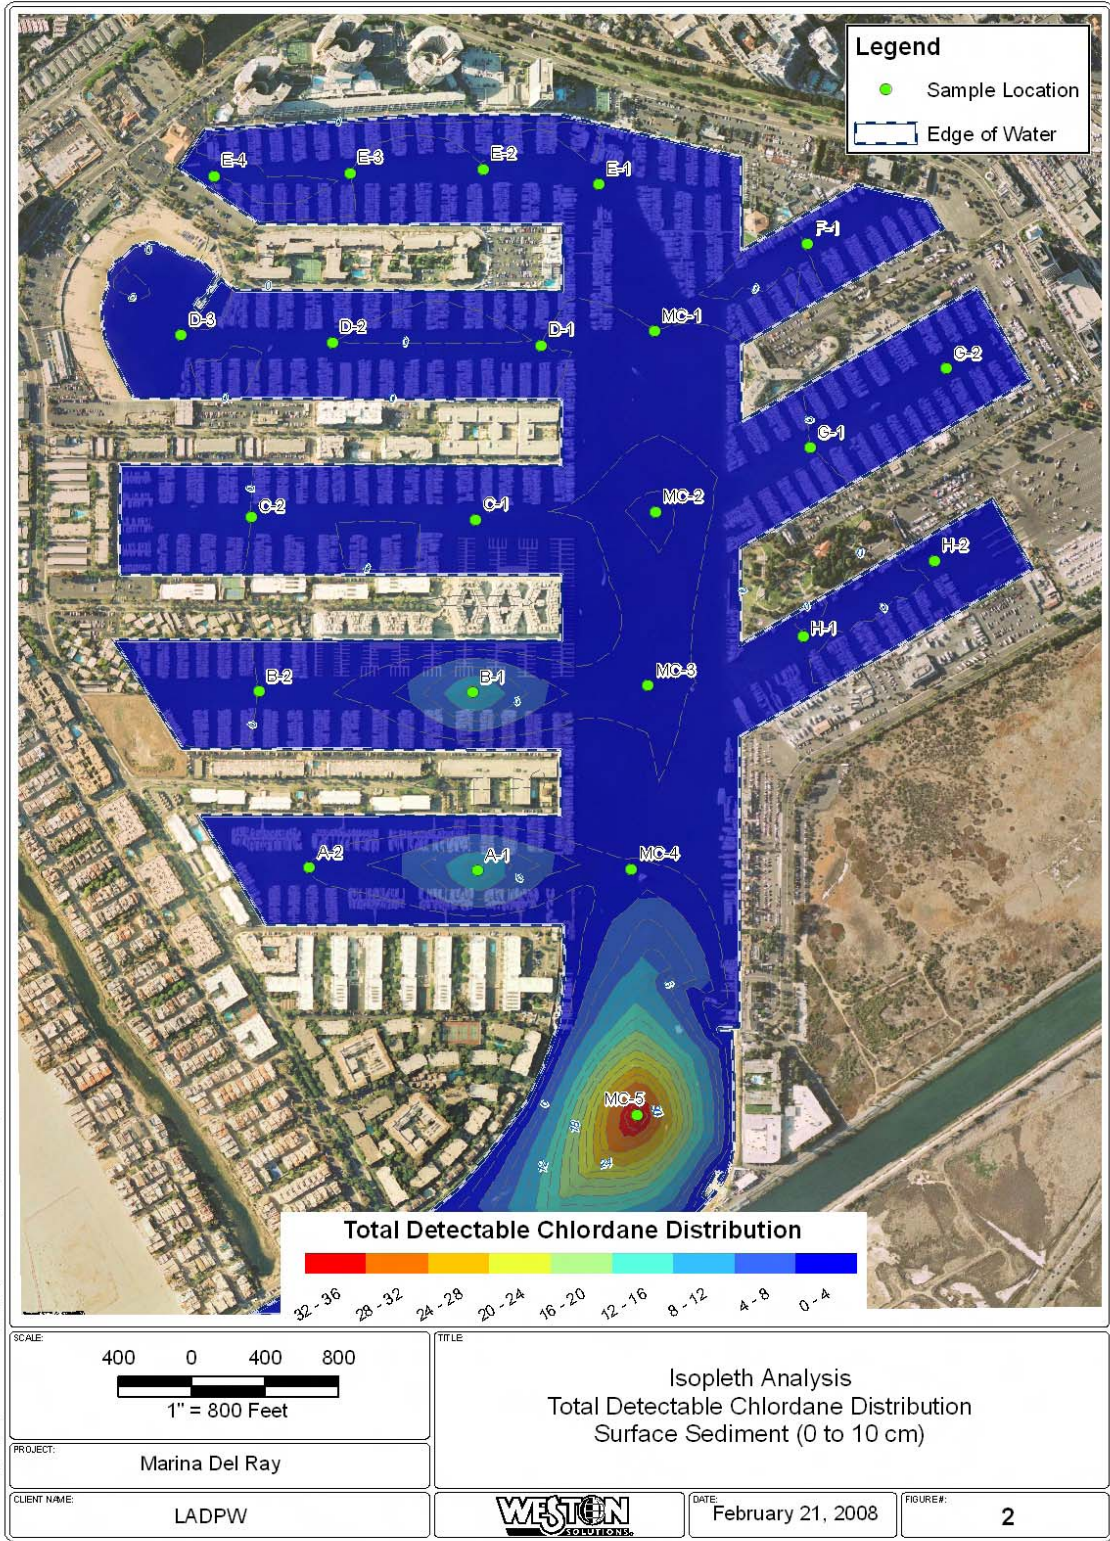 Legend
Sample Location
Edge of Water
E-4
E-3
E-2
E-1
F-1
D-3
D-2
D-1
MC-1
G-2
G-1
C-2
C-1
MC-2
H-2
H-1
B-2
B-1
MC-3
A-2
A-1
MC-4
MC-5
18
12
24
Total Detectable Chlordane Distribution
32 - 36
28 - 32
24 - 28
20 - 24
16 - 20
12 - 16
8 - 12
4 - 8
0 - 4
SCALE:
400 0 400 800
1" = 800 Feet
TITLE:
Isopleth Analysis
Total Detectable Chlordane Distribution
Surface Sediment (0 to 10 cm)
PROJECT:
Marina Del Ray
CLIENT NAME:
LADPW
WESTON
SOLUTIONS
DATE:
February 21, 2008
FIGURE#:
2